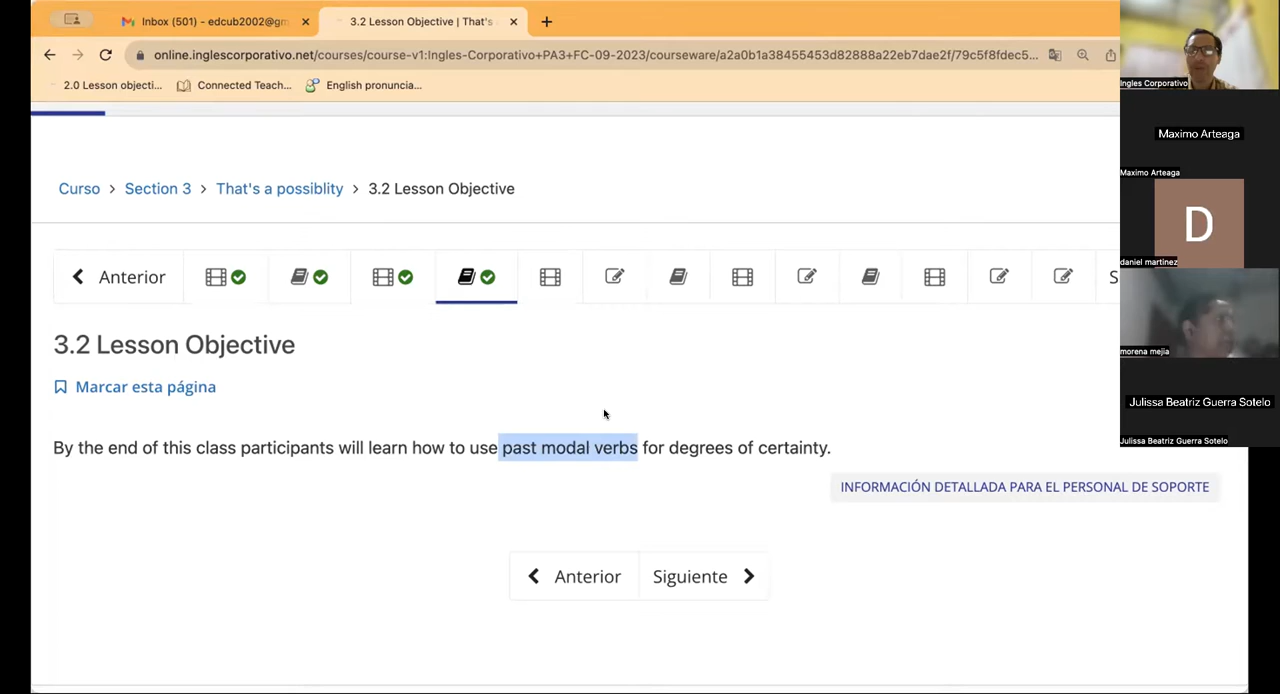 Inbox (501) - edcub2002@gm
3.2 Lesson Objective | That's
online.inglescorporativo.net/courses/course-v1:Ingles-Corporativo+PA3+FC-09-2023/courseware/a2a0b1a38455453d82888a22eb7dae2f/79c5f8fdec5...
2.0 Lesson objecti...
Connected Teach...
English pronuncia...
Curso > Section 3 > That's a possiblity > 3.2 Lesson Objective
Anterior
S
3.2 Lesson Objective
Marcar esta página
By the end of this class participants will learn how to use past modal verbs for degrees of certainty.
INFORMACIÓN DETALLADA PARA EL PERSONAL DE SOPORTE
Anterior
Siguiente
Ingles Corporativo
Maximo Arteaga
Maximo Arteaga
D
daniel martinez
morena mejia
Julissa Beatriz Guerra Sotelo
Julissa Beatriz Guerra Sotelo